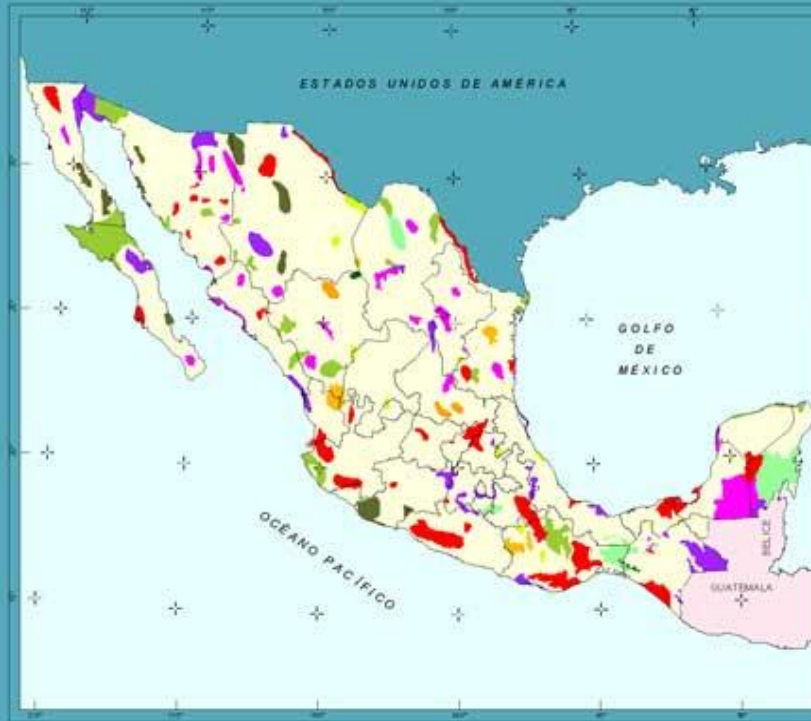 ESTADOS UNIDOS DE AMÉRICA
GOLFO
DE
MÉXICO
OCÉANO PACÍFICO
BELICE
GUATEMALA